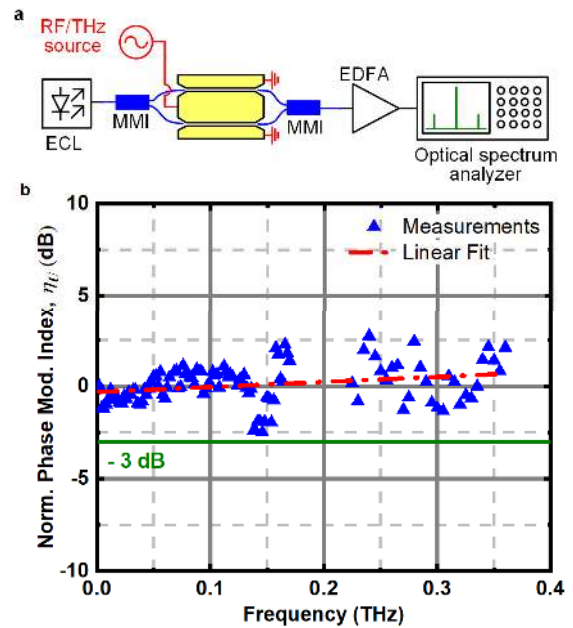 a
RF/THz
source
EDFA
MMI
MMI
ECL
Optical spectrum
analyzer
b
10
5
0
-5
-10
Norm. Phase Mod. Index, ηU (dB)
Measurements
Linear Fit
- 3 dB
0.0
0.1
0.2
0.3
0.4
Frequency (THz)